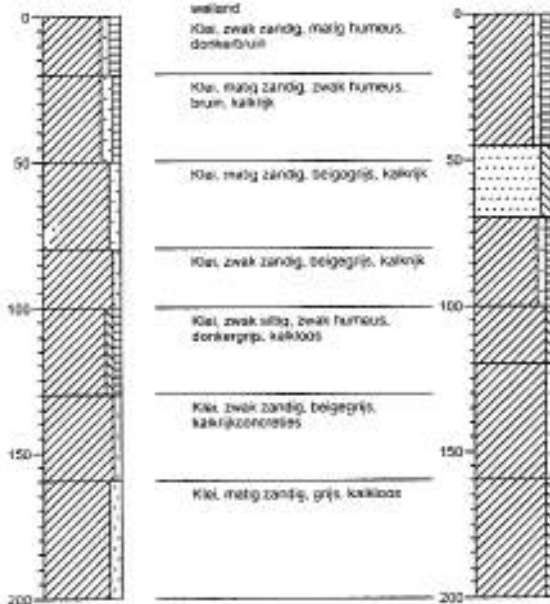 weiland
0
Klei, zwak zandig, matig humeus,
donkerbruin
Klei, matig zandig, zwak humeus,
bruin, kalkrijk
50
Klei, matig zandig, beigegrijs, kalkrijk
Klei, zwak zandig, beigegrijs, kalkrijk
100
Klei, zwak siltig, zwak humeus,
donkergrijs, kalkloos
Klei, zwak zandig, beigegrijs,
kalkrijkconcreties
150
Klei, matig zandig, grijs, kalkloos
200
0
50
100
150
200